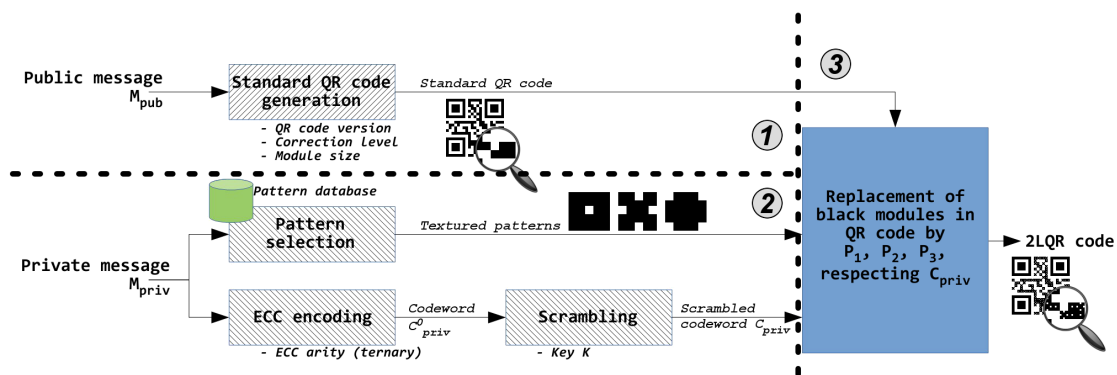 Public message
M_pub
Standard QR code
generation
- QR code version
- Correction level
- Module size
Standard QR code
3
1
Pattern database
Pattern
selection
Textured patterns
2
Private message
M_priv
ECC encoding
- ECC arity (ternary)
Codeword
C^0_priv
Scrambling
- Key K
Scrambled
codeword C_priv
Replacement of
black modules in
QR code by
P_1, P_2, P_3,
respecting C_priv
2LQR code